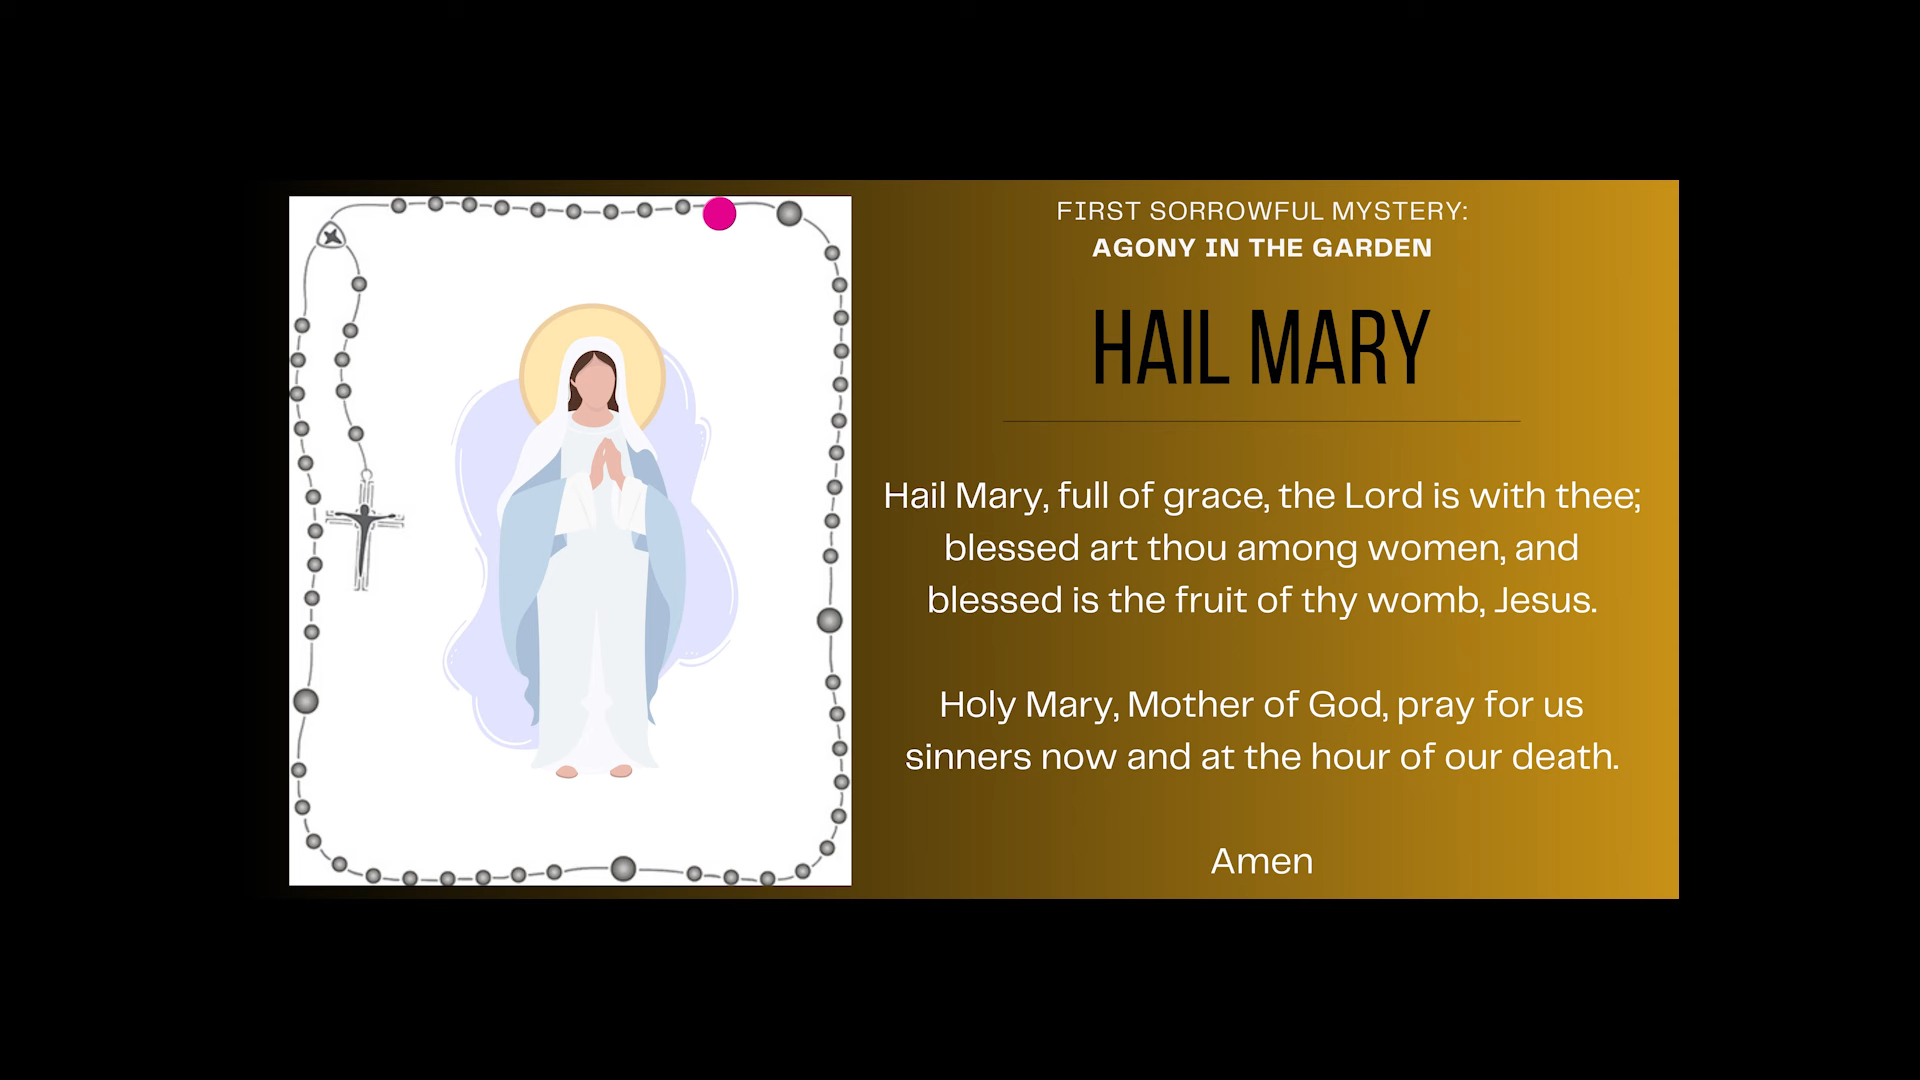 FIRST SORROWFUL MYSTERY:
AGONY IN THE GARDEN
HAIL MARY
Hail Mary, full of grace, the Lord is with thee;
blessed art thou among women, and
blessed is the fruit of thy womb, Jesus.
Holy Mary, Mother of God, pray for us
sinners now and at the hour of our death.
Amen